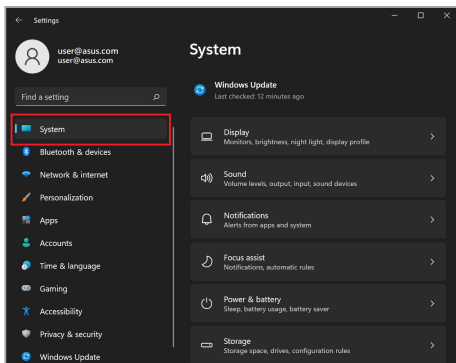 Settings
user@asus.com
user@asus.com
Find a setting
System
Bluetooth & devices
Network & internet
Personalization
Apps
Accounts
Time & language
Gaming
Accessibility
Privacy & security
Windows Update
System
Windows Update
Last checked: 12 minutes ago
Display
Monitors, brightness, night light, display profile
Sound
Volume levels, output, input, sound devices
Notifications
Alerts from apps and system
Focus assist
Notifications, automatic rules
Power & battery
Sleep, battery usage, battery saver
Storage
Storage space, drives, configuration rules